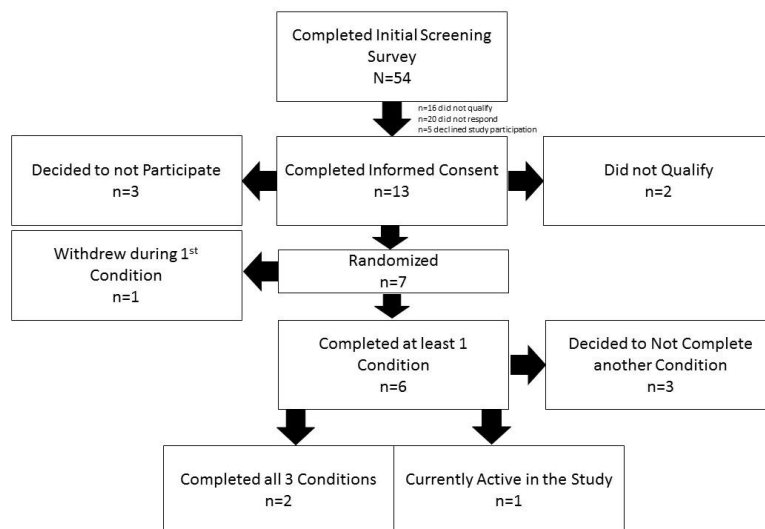 Completed Initial Screening
Survey
N=54
n=16 did not qualify
n=20 did not respond
n=5 declined study participation
Decided to not Participate
n=3
Completed Informed Consent
n=13
Did not Qualify
n=2
Withdrew during 1st
Condition
n=1
Randomized
n=7
Completed at least 1
Condition
n=6
Decided to Not Complete
another Condition
n=3
Completed all 3 Conditions
n=2
Currently Active in the Study
n=1